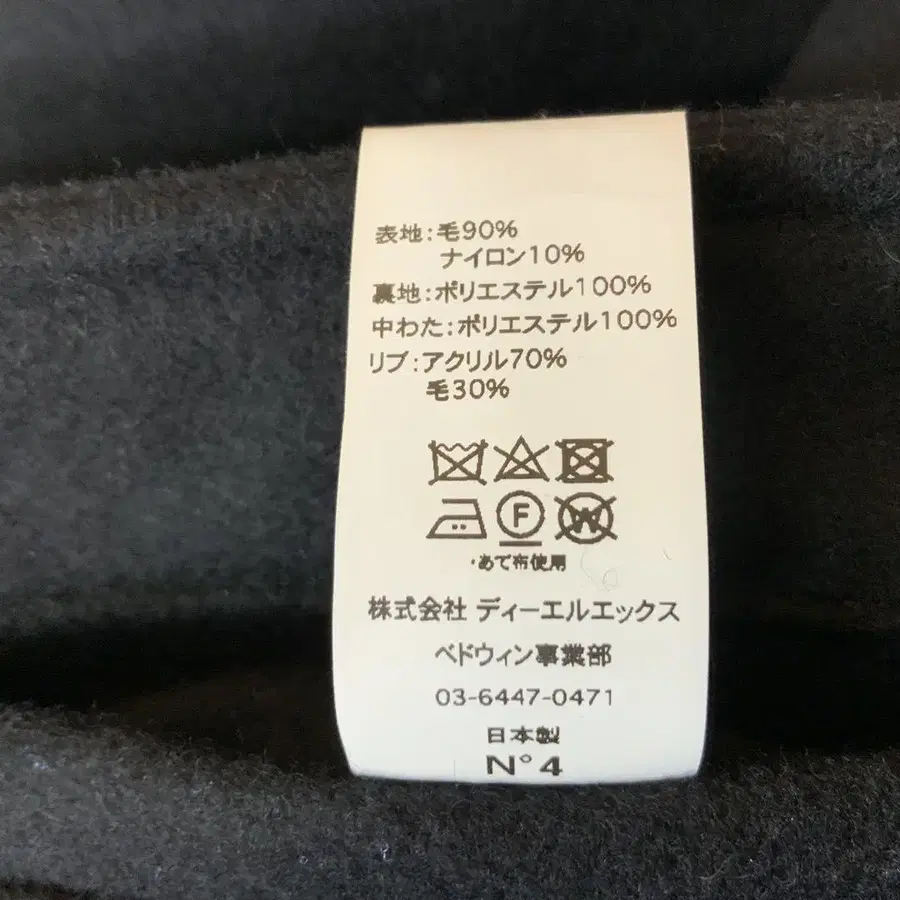 表地:毛90%
ナイロン10%
裏地:ポリエステル100%
中わた:ポリエステル100%
リブ:アクリル70%
毛30%
F W
・あて布使用
株式会社 ディーエルエックス
ベドウィン事業部
03-6447-0471
日本製
N°4